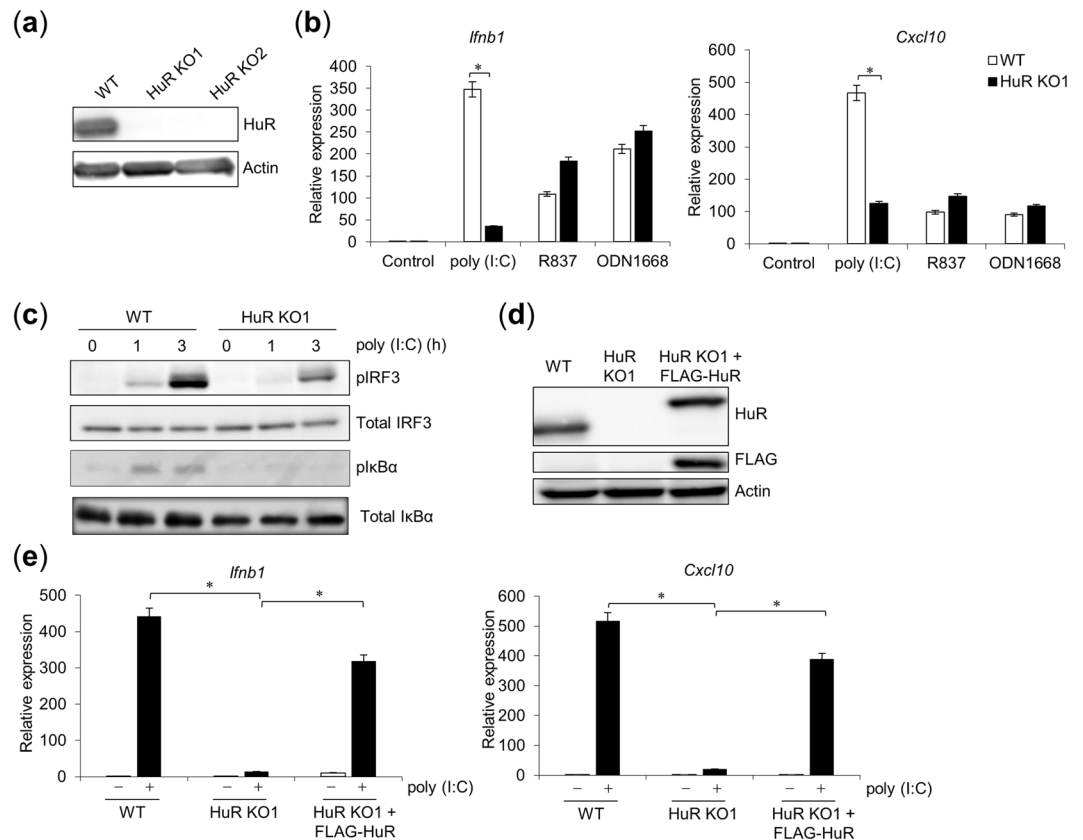 (a)
WT
HuR KO1
HuR KO2
HuR
Actin
(b)
Ifnb1
Relative expression
400
350
300
250
200
150
100
50
0
Control
poly (I:C)
R837
ODN1668
*
Cxcl10
Relative expression
600
500
400
300
200
100
0
Control
poly (I:C)
R837
ODN1668
*
WT
HuR KO1
(c)
WT HuR KO1
0 1 3 0 1 3 poly (I:C) (h)
pIRF3
Total IRF3
pIκBα
Total IκBα
(d)
WT
HuR
KO1
HuR KO1 +
FLAG-HuR
HuR
FLAG
Actin
(e)
Ifnb1
Relative expression
500
400
300
200
100
0
* *
− + − + − + poly (I:C)
WT
HuR KO1
HuR KO1 +
FLAG-HuR
Cxcl10
Relative expression
600
500
400
300
200
100
0
* *
− + − + − + poly (I:C)
WT
HuR KO1
HuR KO1 +
FLAG-HuR